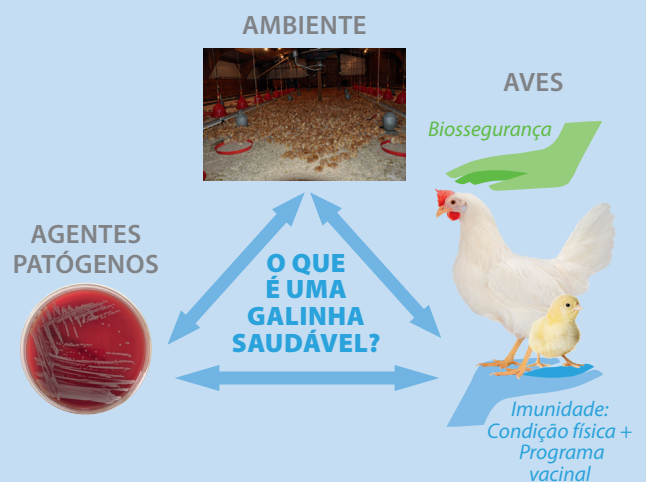 AMBIENTE
AVES
Biossegurança
AGENTES
PATÓGENOS
O QUE
É UMA
GALINHA
SAUDÁVEL?
Imunidade:
Condição física +
Programa
vacinal